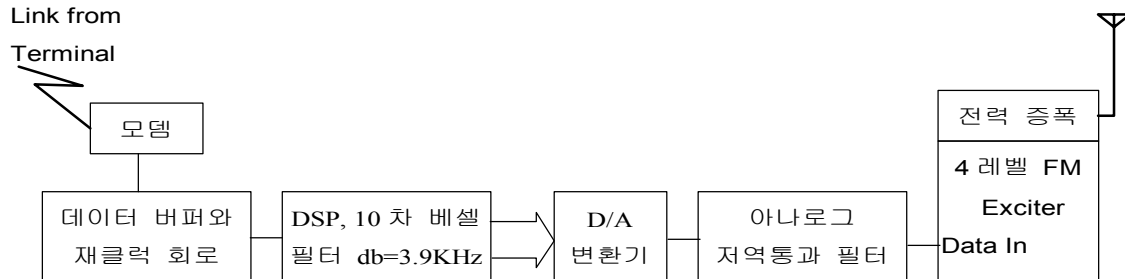 Link from
Terminal
모뎀
전력 증폭
4 레벨 FM
Exciter
Data In
데이터 버퍼와
재클럭 회로
DSP, 10 차 베셀
필터 db=3.9KHz
D/A
변환기
아나로그
저역통과 필터